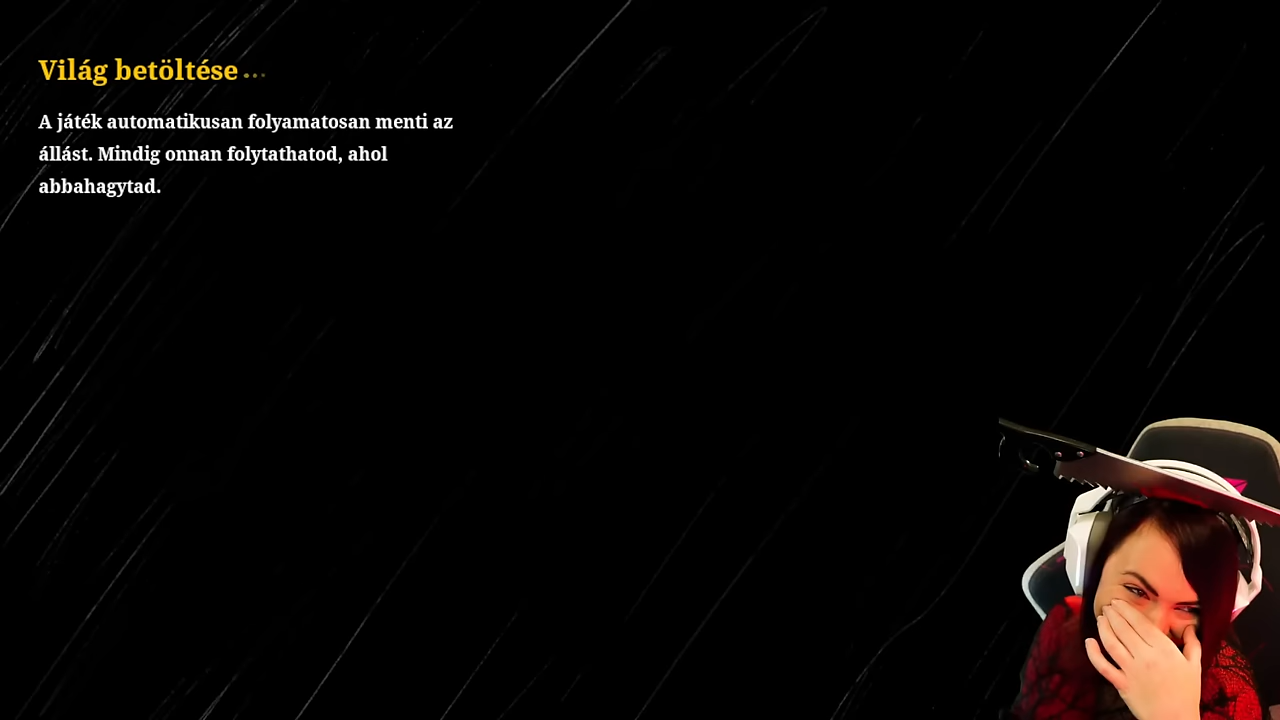 Világ betöltése...
A játék automatikusan folyamatosan menti az
állást. Mindig onnan folytathatod, ahol
abbahagytad.